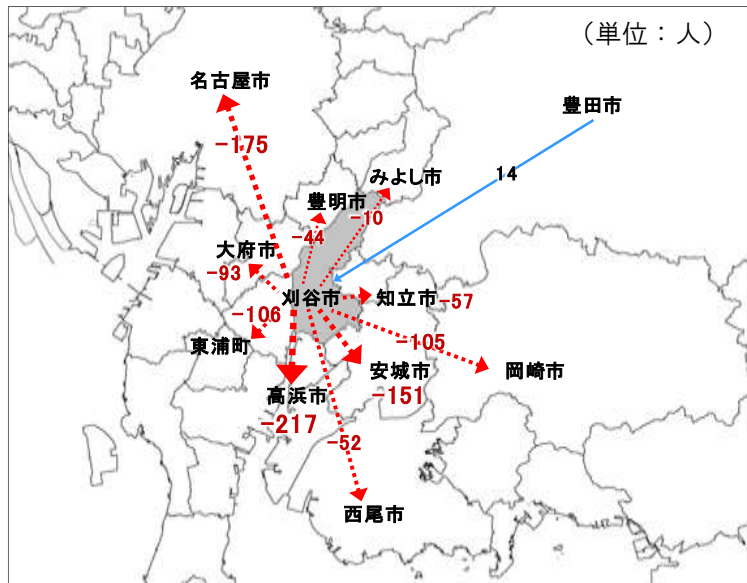 （単位：人）
名古屋市
豊田市
-175
みよし市
14
豊明市
-10
-44
大府市
-93
刈谷市
知立市
-57
-106
東浦町
-105
安城市
岡崎市
高浜市
-151
-217
-52
西尾市